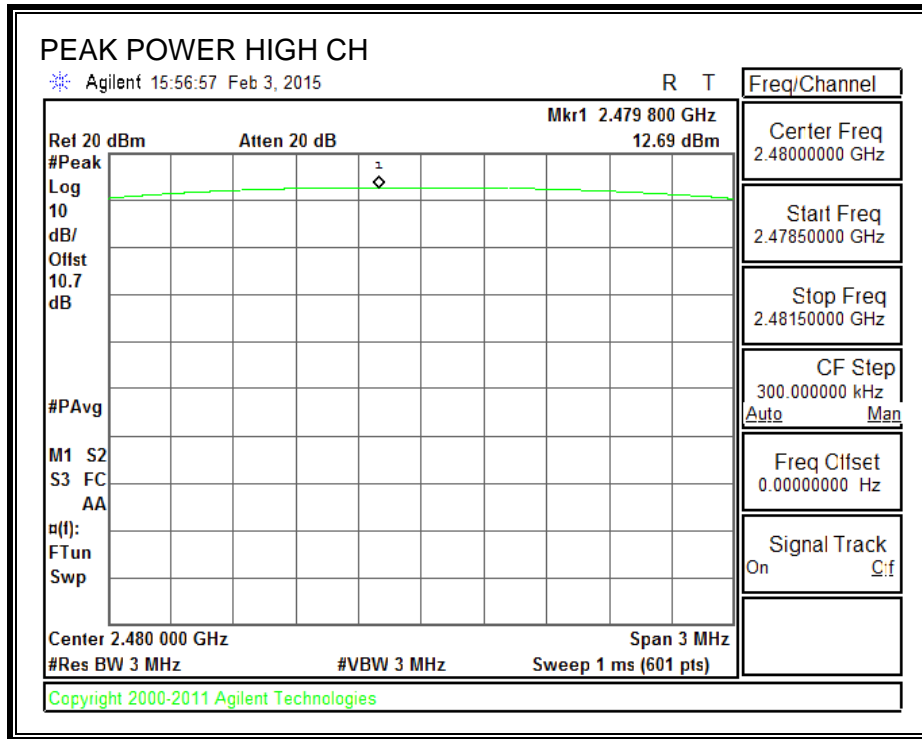 PEAK POWER HIGH CH
Agilent 15:56:57 Feb 3, 2015
R T
Freq/Channel
Mkr1 2.479 800 GHz
Ref 20 dBm Atten 20 dB 12.69 dBm
#Peak
Log
10
dB/
Offst
10.7
dB
1
#PAvg
M1 S2
S3 FC
AA
¤(f):
FTun
Swp
Center 2.480 000 GHz Span 3 MHz
#Res BW 3 MHz #VBW 3 MHz Sweep 1 ms (601 pts)
Center Freq
2.48000000 GHz
Start Freq
2.47850000 GHz
Stop Freq
2.48150000 GHz
CF Step
300.000000 kHz
Auto Man
Freq Offset
0.00000000 Hz
Signal Track
On Off
Copyright 2000-2011 Agilent Technologies